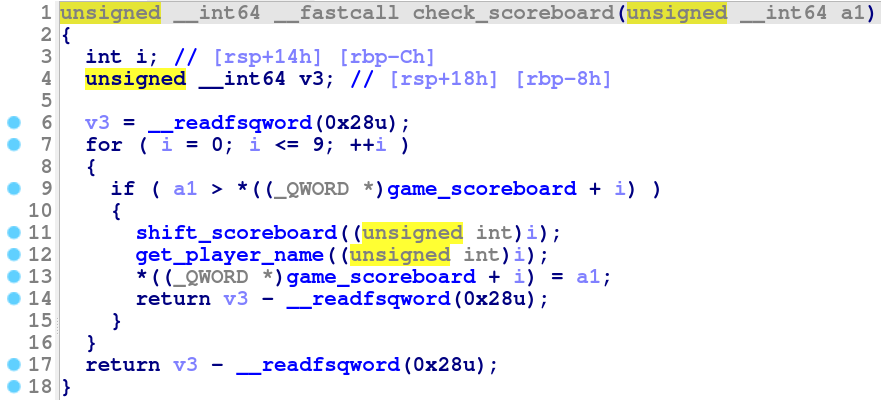 1 unsigned __int64 __fastcall check_scoreboard(unsigned __int64 a1)
2 {
3   int i; // [rsp+14h] [rbp-Ch]
4   unsigned __int64 v3; // [rsp+18h] [rbp-8h]
5
6   v3 = __readfsqword(0x28u);
7   for ( i = 0; i <= 9; ++i )
8   {
9     if ( a1 > *((_QWORD *)game_scoreboard + i) )
10     {
11       shift_scoreboard((unsigned int)i);
12       get_player_name((unsigned int)i);
13       *((_QWORD *)game_scoreboard + i) = a1;
14       return v3 - __readfsqword(0x28u);
15     }
16   }
17   return v3 - __readfsqword(0x28u);
18 }